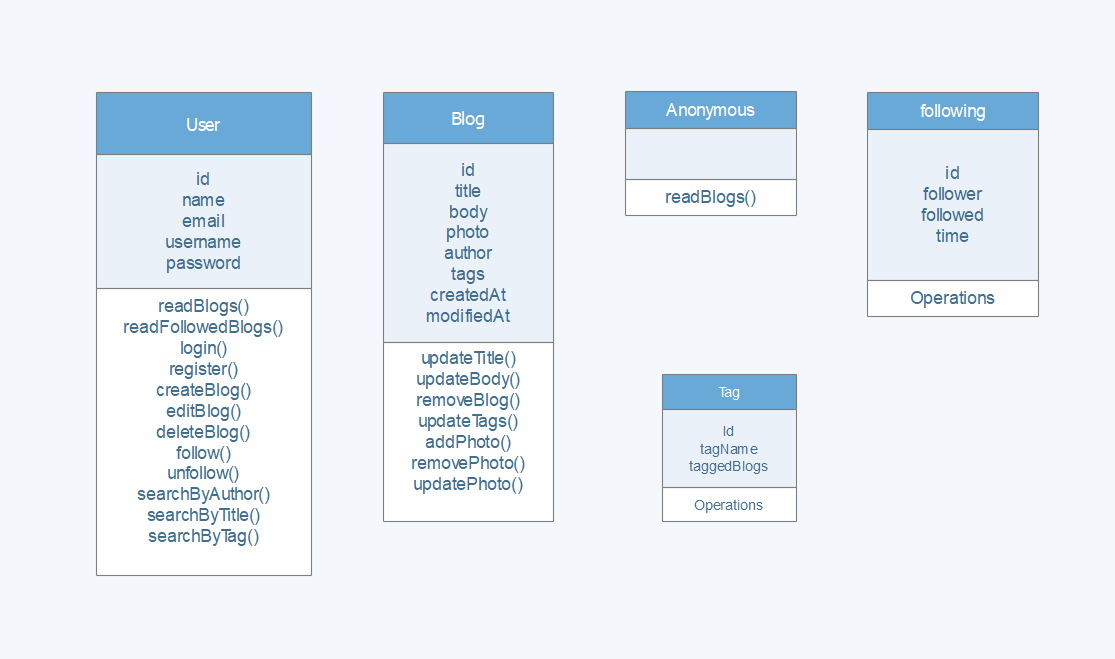 User
id
name
email
username
password
readBlogs()
readFollowedBlogs()
login()
register()
createBlog()
editBlog()
deleteBlog()
follow()
unfollow()
searchByAuthor()
searchByTitle()
searchByTag()
Blog
id
title
body
photo
author
tags
createdAt
modifiedAt
updateTitle()
updateBody()
removeBlog()
updateTags()
addPhoto()
removePhoto()
updatePhoto()
Anonymous
readBlogs()
following
id
follower
followed
time
Operations
Tag
Id
tagName
taggedBlogs
Operations